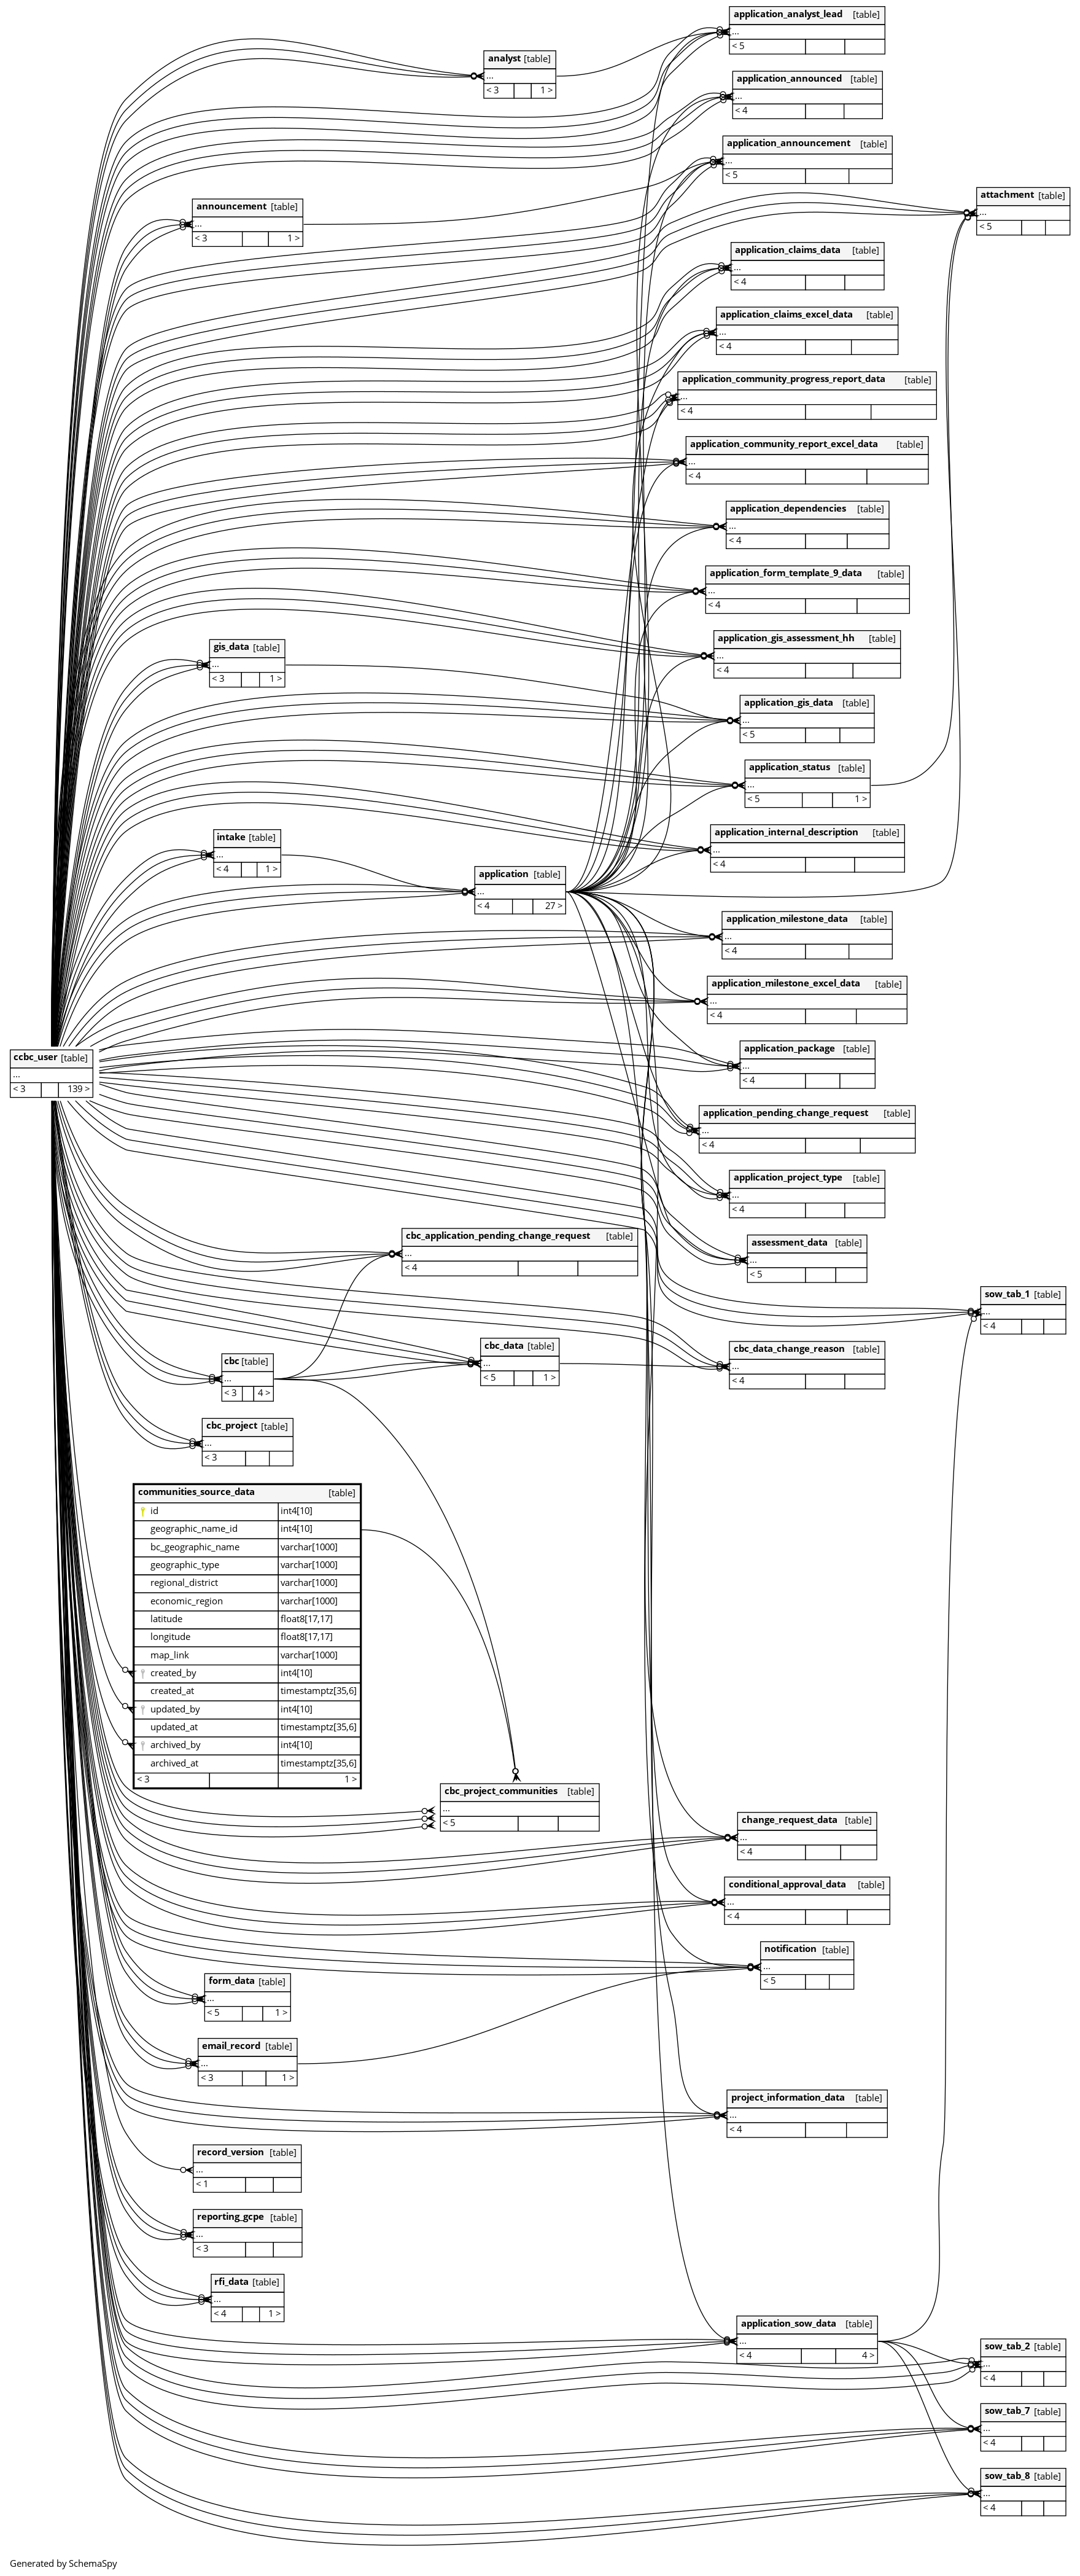 application_analyst_lead [table]
...
< 5
analyst [table]
...
< 3 1 >
application_announced [table]
...
< 4
application_announcement [table]
...
< 5
attachment [table]
...
< 5
announcement [table]
...
< 3 1 >
application_claims_data [table]
...
< 4
application_claims_excel_data [table]
...
< 4
application_community_progress_report_data [table]
...
< 4
application_community_report_excel_data [table]
...
< 4
application_dependencies [table]
...
< 4
application_form_template_9_data [table]
...
< 4
application_gis_assessment_hh [table]
...
< 4
gis_data [table]
...
< 3 1 >
application_gis_data [table]
...
< 5
application_status [table]
...
< 5 1 >
application_internal_description [table]
...
< 4
intake [table]
...
< 4 1 >
application [table]
...
< 4 27 >
application_milestone_data [table]
...
< 4
application_milestone_excel_data [table]
...
< 4
application_package [table]
...
< 4
ccbc_user [table]
...
< 3 139 >
application_pending_change_request [table]
...
< 4
application_project_type [table]
...
< 4
cbc_application_pending_change_request [table]
...
< 4
assessment_data [table]
...
< 5
sow_tab_1 [table]
...
< 4
cbc_data [table]
...
< 5 1 >
cbc_data_change_reason [table]
...
< 4
cbc [table]
...
< 3 4 >
cbc_project [table]
...
< 3
communities_source_data [table]
id int4[10]
geographic_name_id int4[10]
bc_geographic_name varchar[1000]
geographic_type varchar[1000]
regional_district varchar[1000]
economic_region varchar[1000]
latitude float8[17,17]
longitude float8[17,17]
map_link varchar[1000]
created_by int4[10]
created_at timestamptz[35,6]
updated_by int4[10]
updated_at timestamptz[35,6]
archived_by int4[10]
archived_at timestamptz[35,6]
< 3 1 >
cbc_project_communities [table]
...
< 5
change_request_data [table]
...
< 4
conditional_approval_data [table]
...
< 4
notification [table]
...
< 5
form_data [table]
...
< 5 1 >
email_record [table]
...
< 3 1 >
project_information_data [table]
...
< 4
record_version [table]
...
< 1
reporting_gcpe [table]
...
< 3
rfi_data [table]
...
< 4 1 >
application_sow_data [table]
...
< 4 4 >
sow_tab_2 [table]
...
< 4
sow_tab_7 [table]
...
< 4
sow_tab_8 [table]
...
< 4
Generated by SchemaSpy